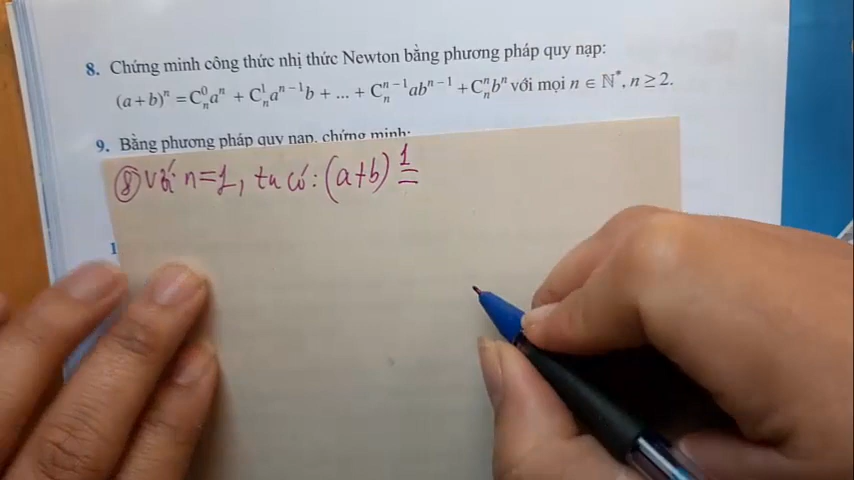 8. Chứng minh công thức nhị thức Newton bằng phương pháp quy nạp:
(a + b)ⁿ = C⁰ₙaⁿ + C¹ₙaⁿ⁻¹b + ... + Cⁿ⁻¹ₙabⁿ⁻¹ + Cⁿₙbⁿ với mọi n ∈ ℕ*, n ≥ 2.
9. Bằng phương pháp quy nạp, chứng minh:
⑧ Với n=1, ta có: (a+b)¹ =
1